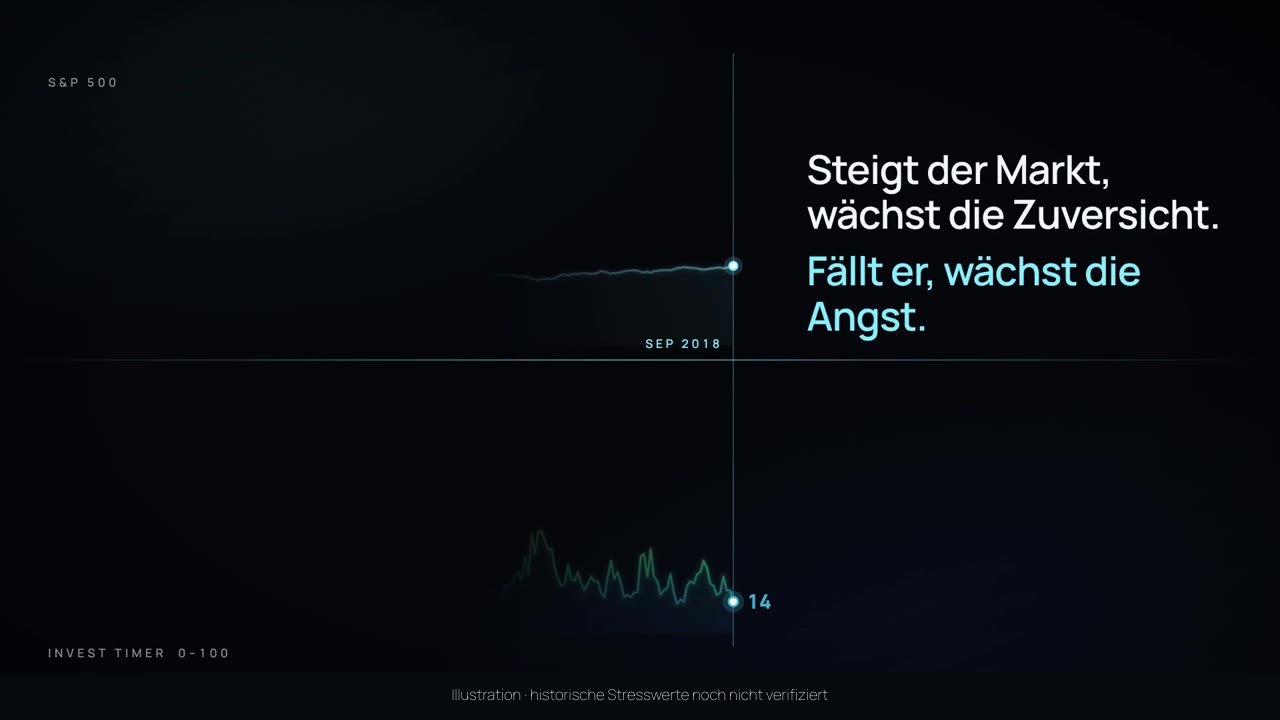 S&P 500
Steigt der Markt,
wächst die Zuversicht.
Fällt er, wächst die
Angst.
SEP 2018
14
INVEST TIMER 0–100
Illustration · historische Stresswerte noch nicht verifiziert